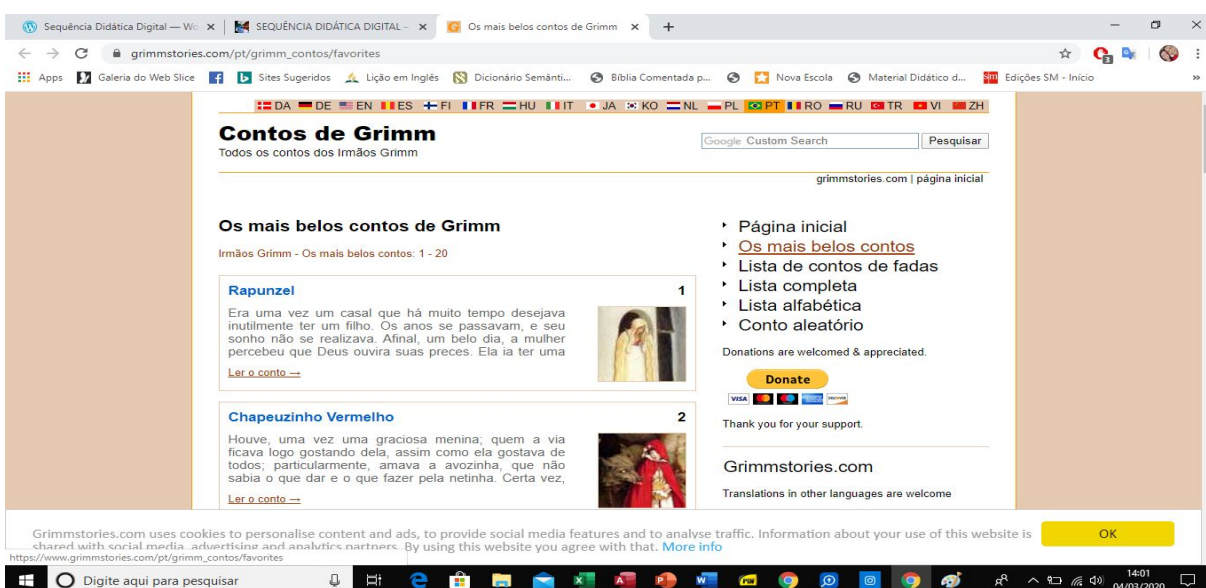 Sequência Didática Digital — Wo
SEQUÊNCIA DIDÁTICA DIGITAL –
Os mais belos contos de Grimm
grimmstories.com/pt/grimm_contos/favorites
Apps Galeria do Web Slice Sites Sugeridos Lição em Inglês Dicionário Semânti... Bíblia Comentada p... Nova Escola Material Didático d... Edições SM - Início »
DA DE EN ES FI FR HU IT JA KO NL PL PT RO RU TR VI ZH
Contos de Grimm
Todos os contos dos Irmãos Grimm
Google Custom Search Pesquisar
grimmstories.com | página inicial
Os mais belos contos de Grimm
Irmãos Grimm - Os mais belos contos: 1 - 20
Rapunzel 1
Era uma vez um casal que há muito tempo desejava
inutilmente ter um filho. Os anos se passavam, e seu
sonho não se realizava. Afinal, um belo dia, a mulher
percebeu que Deus ouvira suas preces. Ela ia ter uma
Ler o conto →
Chapeuzinho Vermelho 2
Houve, uma vez uma graciosa menina; quem a via
ficava logo gostando dela, assim como ela gostava de
todos; particularmente, amava a avozinha, que não
sabia o que dar e o que fazer pela netinha. Certa vez,
Ler o conto →
Página inicial
Os mais belos contos
Lista de contos de fadas
Lista completa
Lista alfabética
Conto aleatório
Donations are welcomed & appreciated.
Donate
VISA
Thank you for your support.
Grimmstories.com
Translations in other languages are welcome
Grimmstories.com uses cookies to personalise content and ads, to provide social media features and to analyse traffic. Information about your use of this website is
shared with social media, advertising and analytics partners. By using this website you agree with that. More info
OK
https://www.grimmstories.com/pt/grimm_contos/favorites
Digite aqui para pesquisar
14:01
04/03/2020